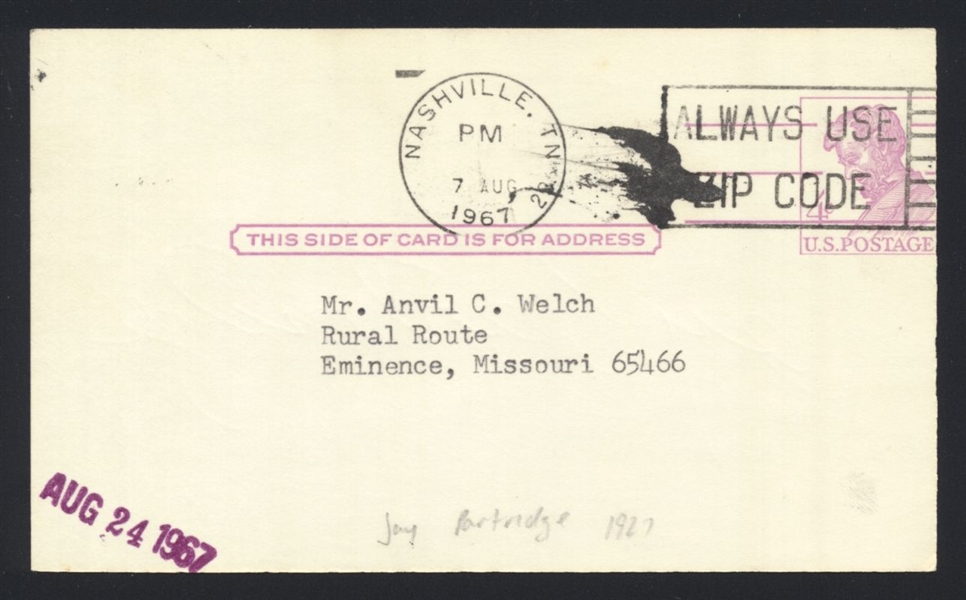 NASHVILLE, TN
PM
7 AUG
1967
ALWAYS USE
ZIP CODE
4¢
U.S.POSTAGE
THIS SIDE OF CARD IS FOR ADDRESS
Mr. Anvil C. Welch
Rural Route
Eminence, Missouri 65466
AUG 24 1967
Jay Partridge 1927